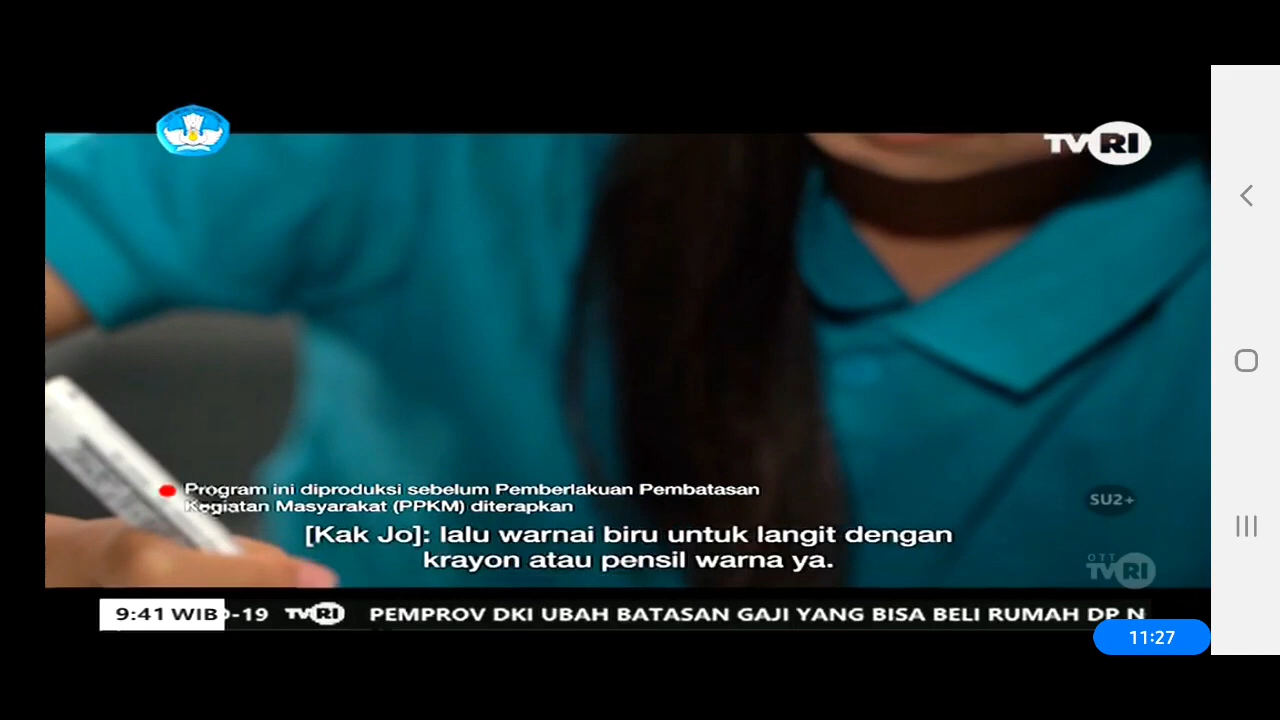 TVRI
Program ini diproduksi sebelum Pemberlakuan Pembatasan
Kegiatan Masyarakat (PPKM) diterapkan
SU2+
[Kak Jo]: lalu warnai biru untuk langit dengan
krayon atau pensil warna ya.
OTT
TVRI
9:41 WIB D-19 TVRI PEMPROV DKI UBAH BATASAN GAJI YANG BISA BELI RUMAH DP N
11:27